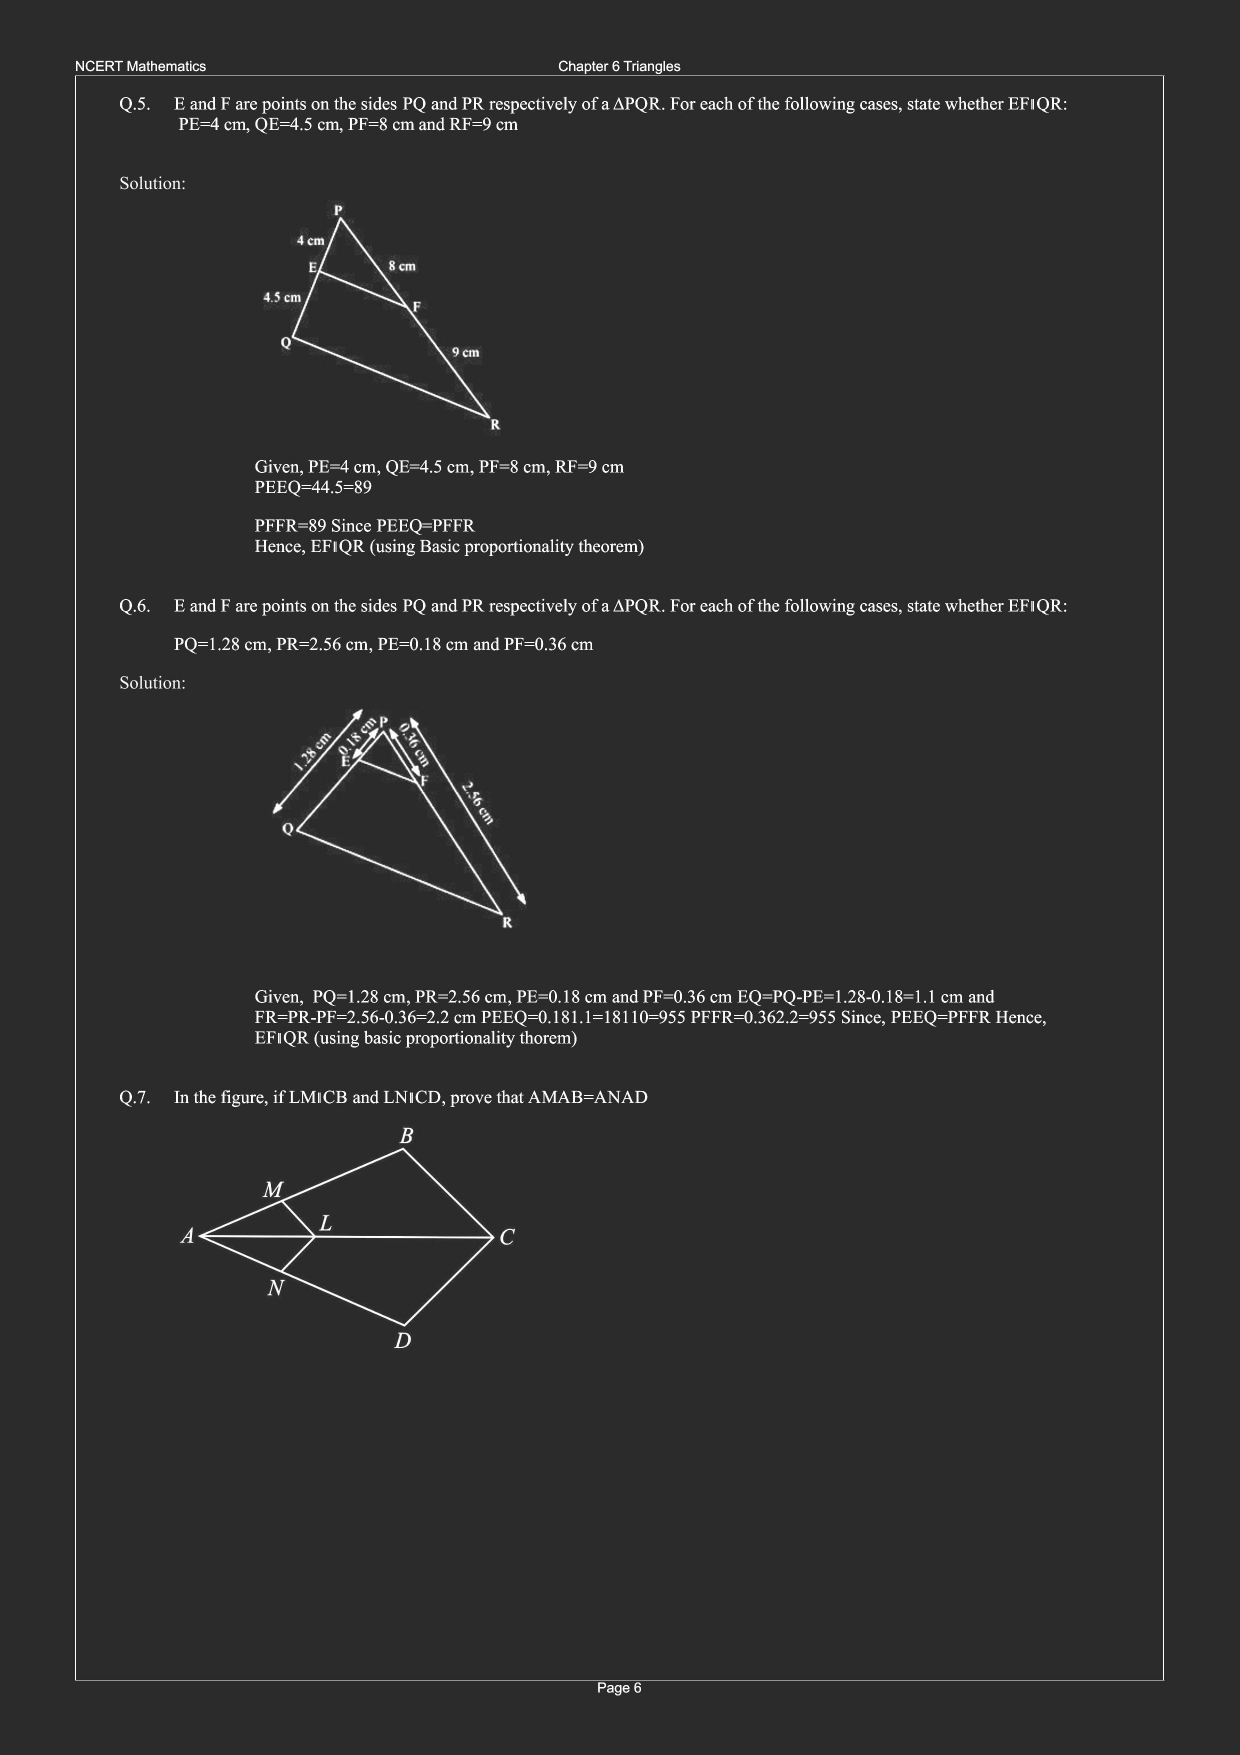 NCERT Mathematics Chapter 6 Triangles
Q.5. E and F are points on the sides PQ and PR respectively of a ΔPQR. For each of the following cases, state whether EF∥QR:
PE=4 cm, QE=4.5 cm, PF=8 cm and RF=9 cm
Solution:
P
4 cm
E
8 cm
4.5 cm
F
Q
9 cm
R
Given, PE=4 cm, QE=4.5 cm, PF=8 cm, RF=9 cm
PEEQ=44.5=89
PFFR=89 Since PEEQ=PFFR
Hence, EF∥QR (using Basic proportionality theorem)
Q.6. E and F are points on the sides PQ and PR respectively of a ΔPQR. For each of the following cases, state whether EF∥QR:
PQ=1.28 cm, PR=2.56 cm, PE=0.18 cm and PF=0.36 cm
Solution:
P
1.28 cm
0.18 cm
0.36 cm
E
F
2.56 cm
Q
R
Given, PQ=1.28 cm, PR=2.56 cm, PE=0.18 cm and PF=0.36 cm EQ=PQ-PE=1.28-0.18=1.1 cm and
FR=PR-PF=2.56-0.36=2.2 cm PEEQ=0.181.1=18110=955 PFFR=0.362.2=955 Since, PEEQ=PFFR Hence,
EF∥QR (using basic proportionality thorem)
Q.7. In the figure, if LM∥CB and LN∥CD, prove that AMAB=ANAD
B
M
L
A
C
N
D
Page 6